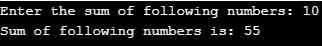 Enter the sum of following numbers: 10
Sum of following numbers is: 55